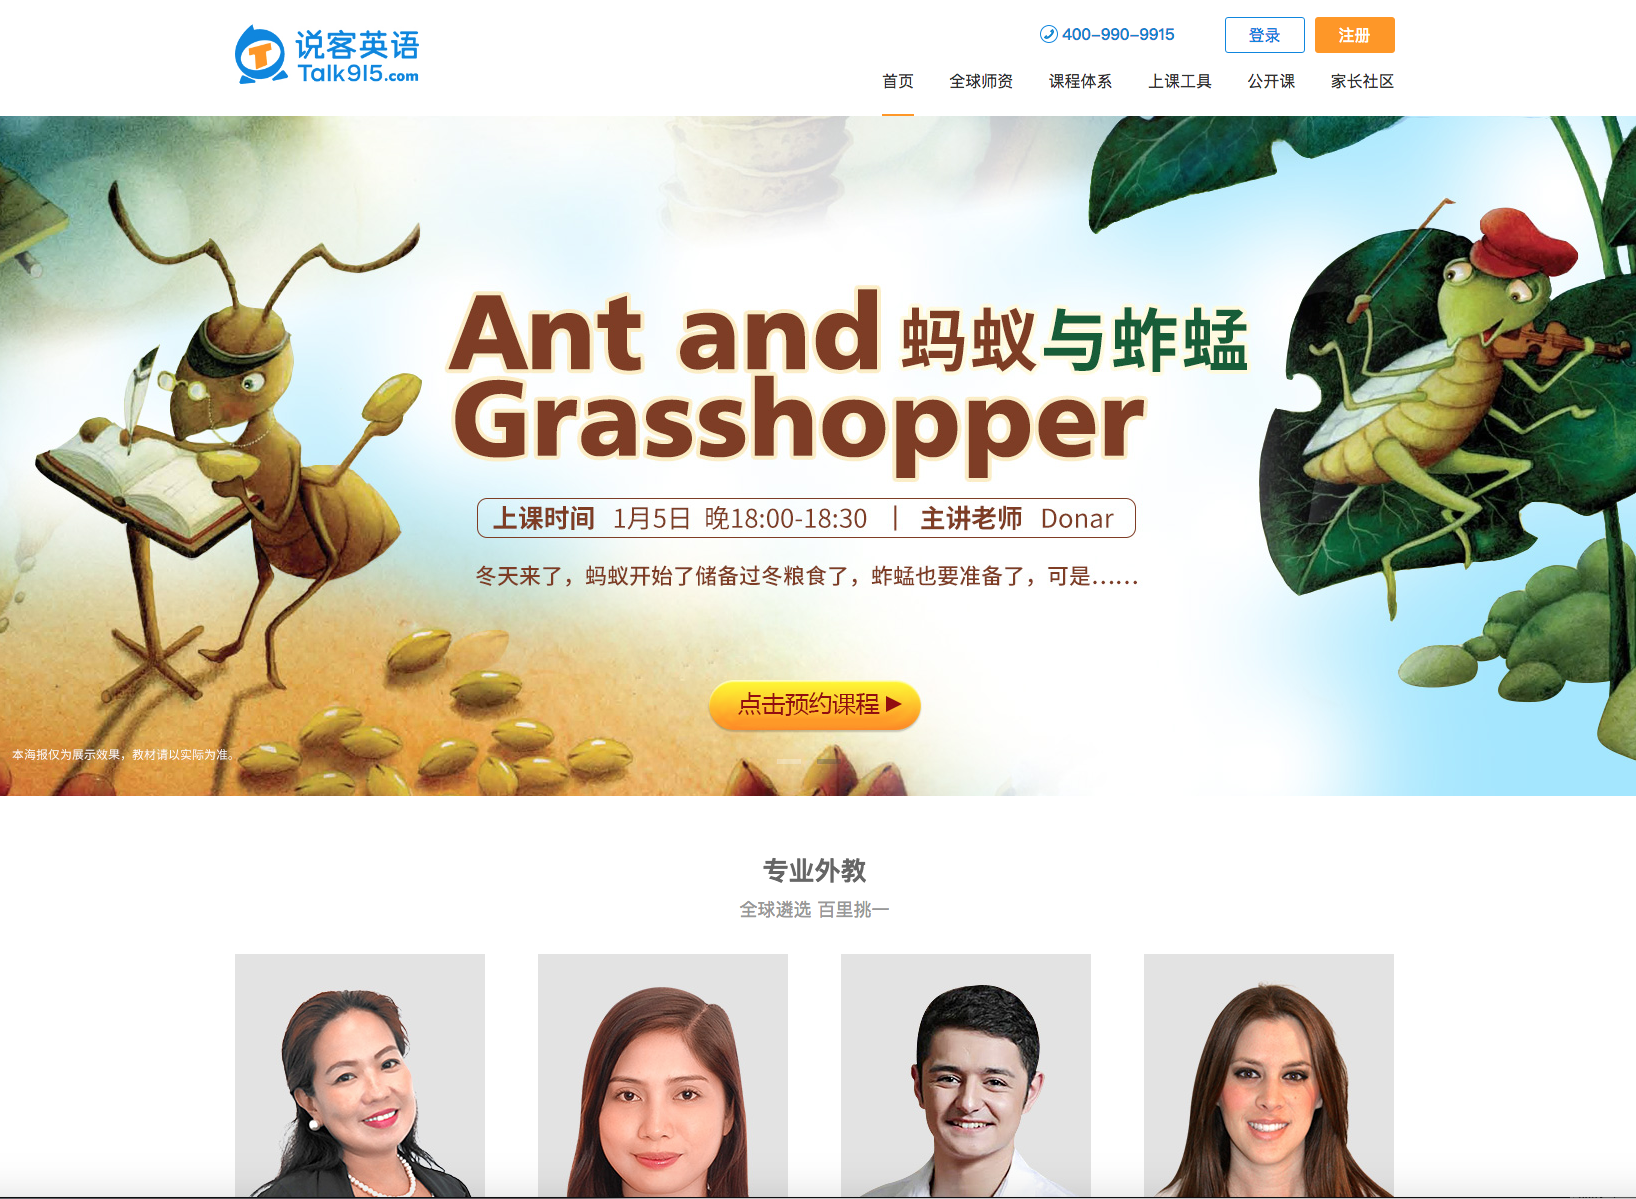 说客英语
Talk915.com
400-990-9915
登录
注册
首页
全球师资
课程体系
上课工具
公开课
家长社区
Ant and 蚂蚁与蚱蜢
Grasshopper
上课时间 1月5日 晚18:00-18:30 | 主讲老师 Donar
冬天来了，蚂蚁开始了储备过冬粮食了，蚱蜢也要准备了，可是……
点击预约课程
本海报仅为展示效果，教材请以实际为准。
专业外教
全球遴选 百里挑一